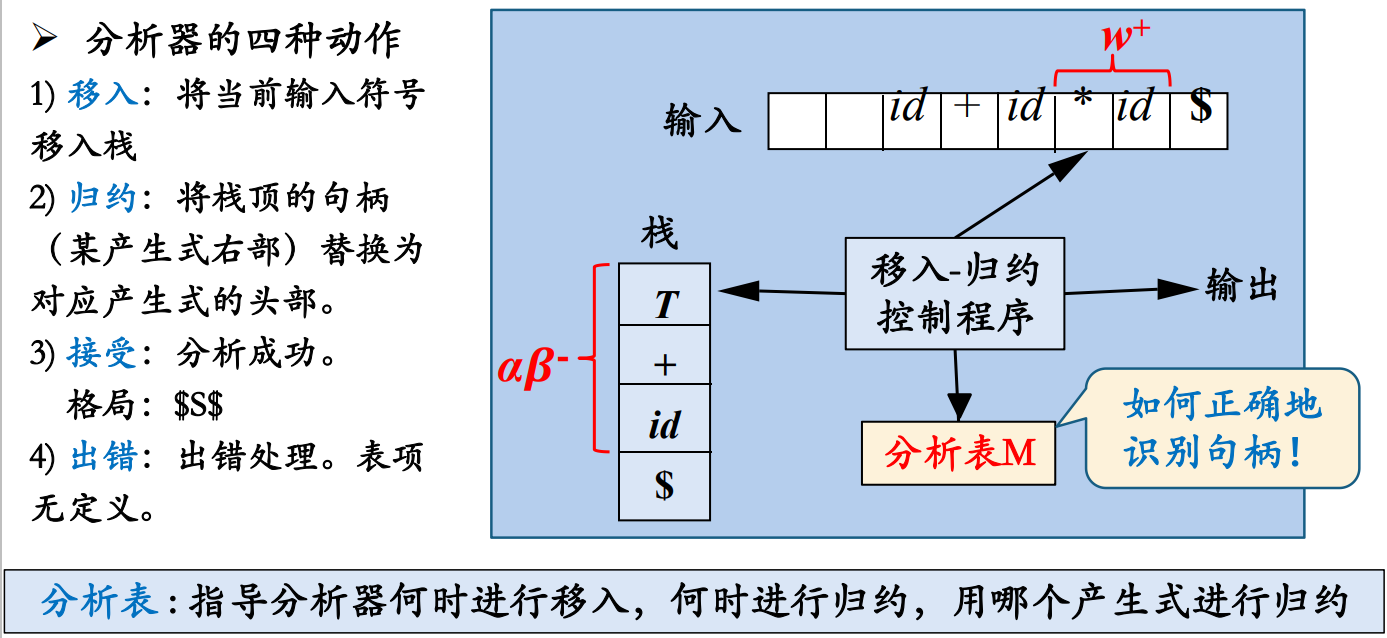 ➢ 分析器的四种动作
1) 移入：将当前输入符号
移入栈
2) 归约：将栈顶的句柄
（某产生式右部）替换为
对应产生式的头部。
3) 接受：分析成功。
格局：$S$
4) 出错：出错处理。表项
无定义。
w+
输入 id + id * id $
栈
T
+
id
$
αβ-
移入-归约
控制程序
输出
分析表M
如何正确地
识别句柄！
分析表：指导分析器何时进行移入，何时进行归约，用哪个产生式进行归约